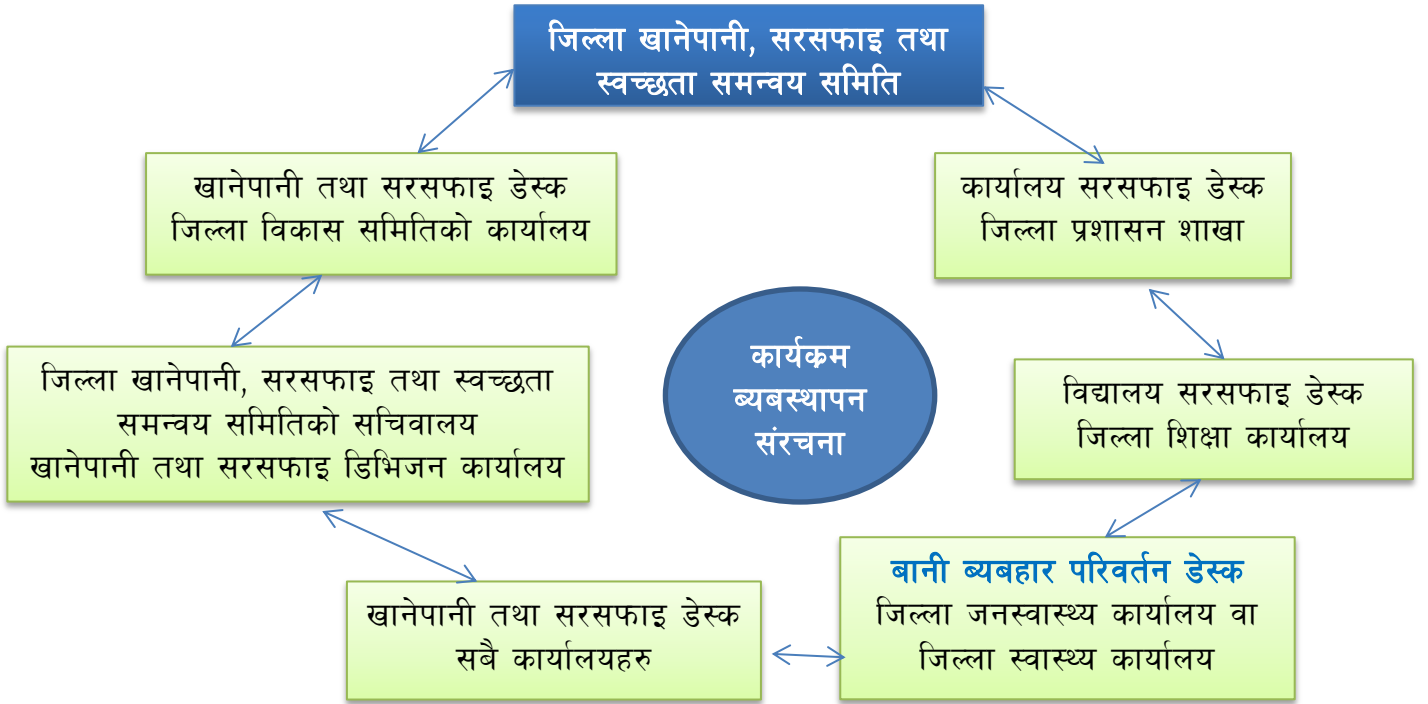 जिल्ला खानेपानी, सरसफाइ तथा
स्वच्छता समन्वय समिति
खानेपानी तथा सरसफाइ डेस्क
जिल्ला विकास समितिको कार्यालय
कार्यालय सरसफाइ डेस्क
जिल्ला प्रशासन शाखा
कार्यक्रम
ब्यबस्थापन
संरचना
जिल्ला खानेपानी, सरसफाइ तथा स्वच्छता
समन्वय समितिको सचिवालय
खानेपानी तथा सरसफाइ डिभिजन कार्यालय
विद्यालय सरसफाइ डेस्क
जिल्ला शिक्षा कार्यालय
खानेपानी तथा सरसफाइ डेस्क
सबै कार्यालयहरु
बानी ब्यबहार परिवर्तन डेस्क
जिल्ला जनस्वास्थ्य कार्यालय वा
जिल्ला स्वास्थ्य कार्यालय